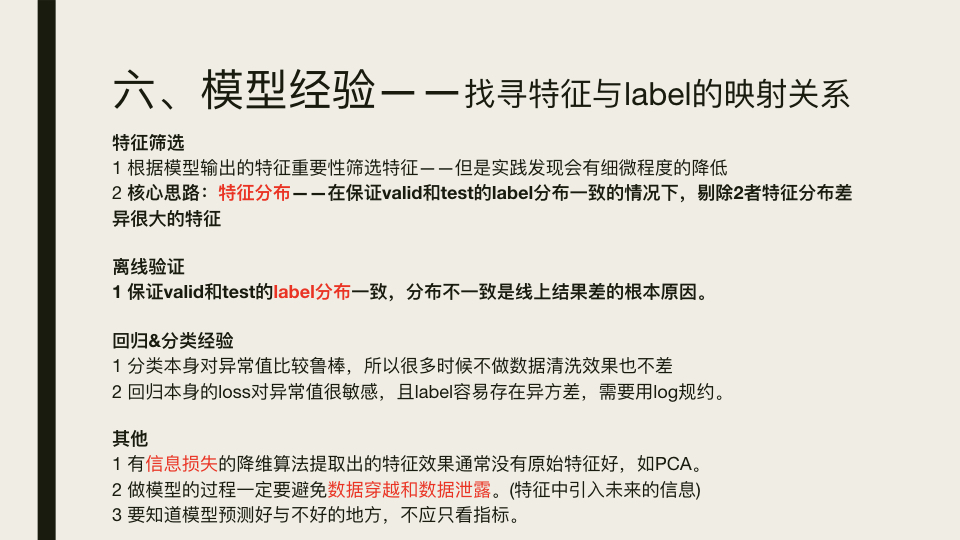 六、模型经验——找寻特征与label的映射关系
特征筛选
1 根据模型输出的特征重要性筛选特征——但是实践发现会有细微程度的降低
2 核心思路：特征分布——在保证valid和test的label分布一致的情况下，剔除2者特征分布差
异很大的特征
离线验证
1 保证valid和test的label分布一致，分布不一致是线上结果差的根本原因。
回归&分类经验
1 分类本身对异常值比较鲁棒，所以很多时候不做数据清洗效果也不差
2 回归本身的loss对异常值很敏感，且label容易存在异方差，需要用log规约。
其他
1 有信息损失的降维算法提取出的特征效果通常没有原始特征好，如PCA。
2 做模型的过程一定要避免数据穿越和数据泄露。(特征中引入未来的信息)
3 要知道模型预测好与不好的地方，不应只看指标。